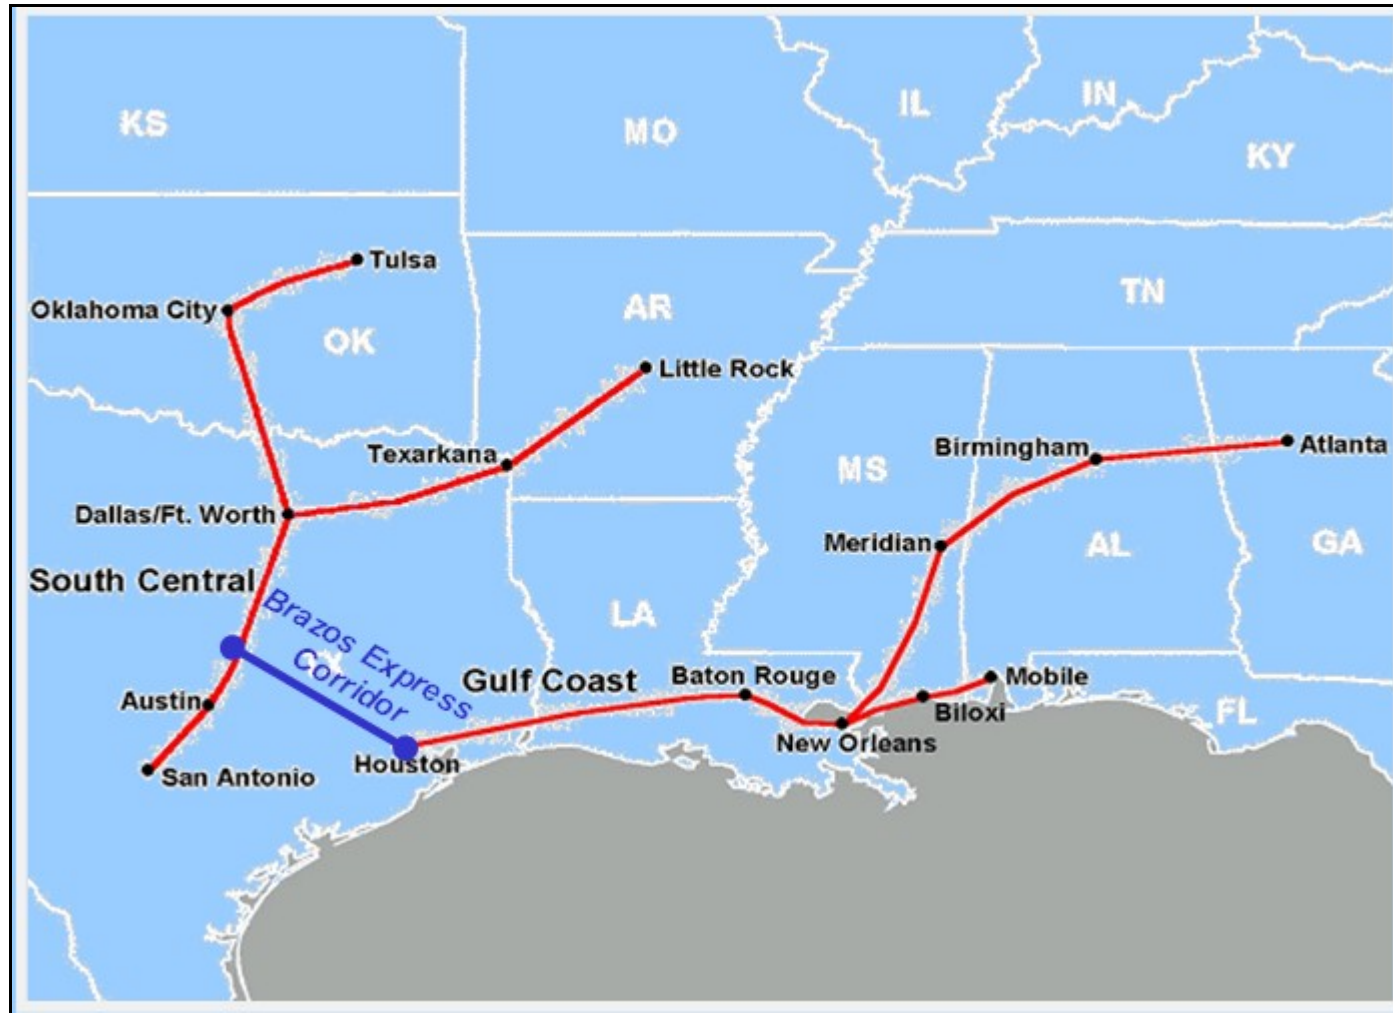 KS
MO
IL
IN
KY
Tulsa
Oklahoma City
OK
AR
TN
Little Rock
Texarkana
Birmingham
Atlanta
MS
Dallas/Ft. Worth
Meridian
AL
GA
South Central
LA
Brazos Express
Corridor
Gulf Coast
Baton Rouge
Mobile
Austin
Biloxi
FL
New Orleans
Houston
San Antonio